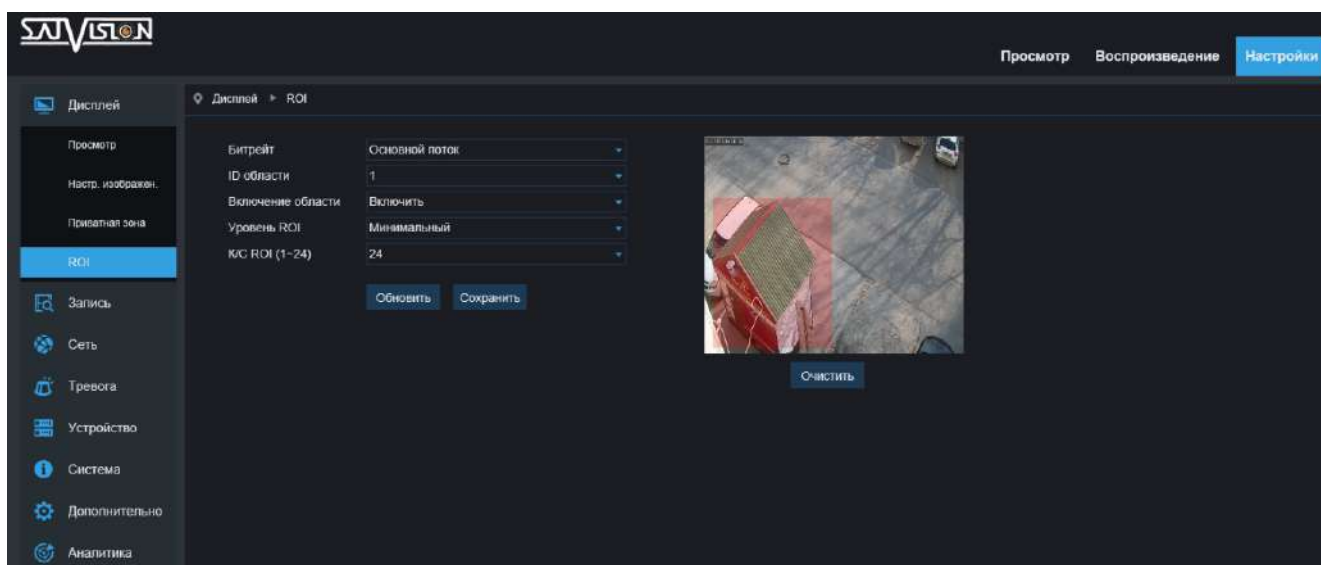 SATVISION
Просмотр Воспроизведение Настройки
Дисплей
Просмотр
Настр. изображен.
Приватная зона
ROI
Запись
Сеть
Тревога
Устройство
Система
Дополнительно
Аналитика
Дисплей ▸ ROI
Битрейт Основной поток
ID области 1
Включение области Включить
Уровень ROI Минимальный
К/С ROI (1~24) 24
Обновить Сохранить
Очистить